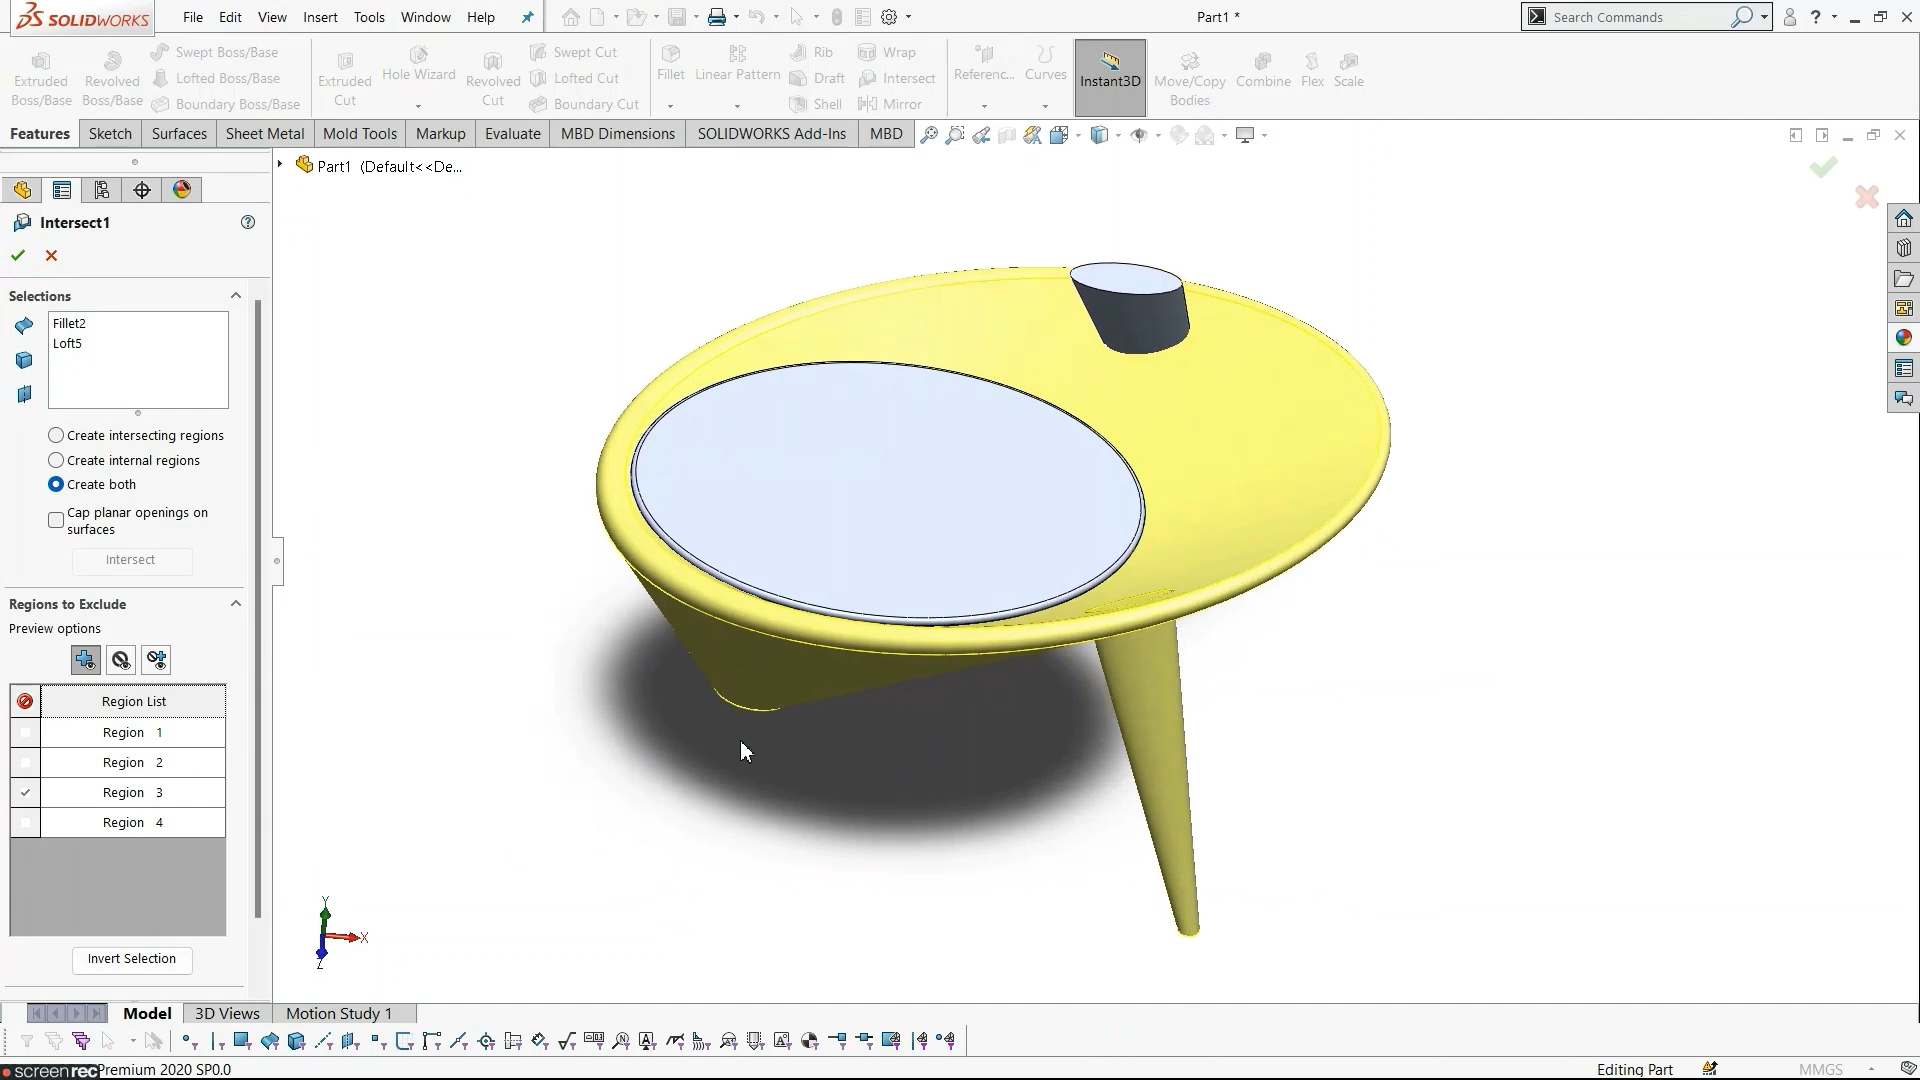 SOLIDWORKS File Edit View Insert Tools Window Help Part1 * Search Commands ?
Swept Boss/Base Swept Cut Rib Wrap
Extruded Boss/Base Revolved Boss/Base Lofted Boss/Base Extruded Cut Hole Wizard Revolved Cut Lofted Cut Fillet Linear Pattern Draft Intersect Referenc... Curves Instant3D Move/Copy Bodies Combine Flex Scale
Boundary Boss/Base Boundary Cut Shell Mirror
Features Sketch Surfaces Sheet Metal Mold Tools Markup Evaluate MBD Dimensions SOLIDWORKS Add-Ins MBD
Part1 (Default<<De...
Intersect1
Selections
Fillet2
Loft5
Create intersecting regions
Create internal regions
Create both
Cap planar openings on
surfaces
Intersect
Regions to Exclude
Preview options
Region List
Region 1
Region 2
Region 3
Region 4
Invert Selection
Y
X
Z
Model 3D Views Motion Study 1
screenrec Premium 2020 SP0.0 Editing Part MMGS